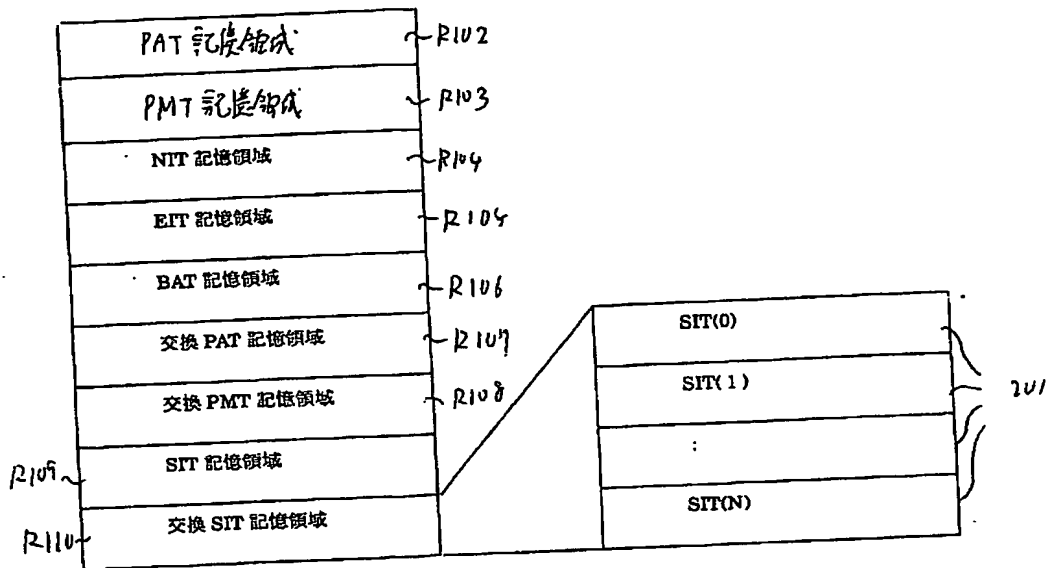 PAT 記憶領域 R102
PMT 記憶領域 R103
NIT 記憶領域 R104
EIT 記憶領域 R105
BAT 記憶領域 R106
交換 PAT 記憶領域 R107
交換 PMT 記憶領域 R108
R109 SIT 記憶領域
R110 交換 SIT 記憶領域
SIT(0)
SIT(1)
:
SIT(N)
201